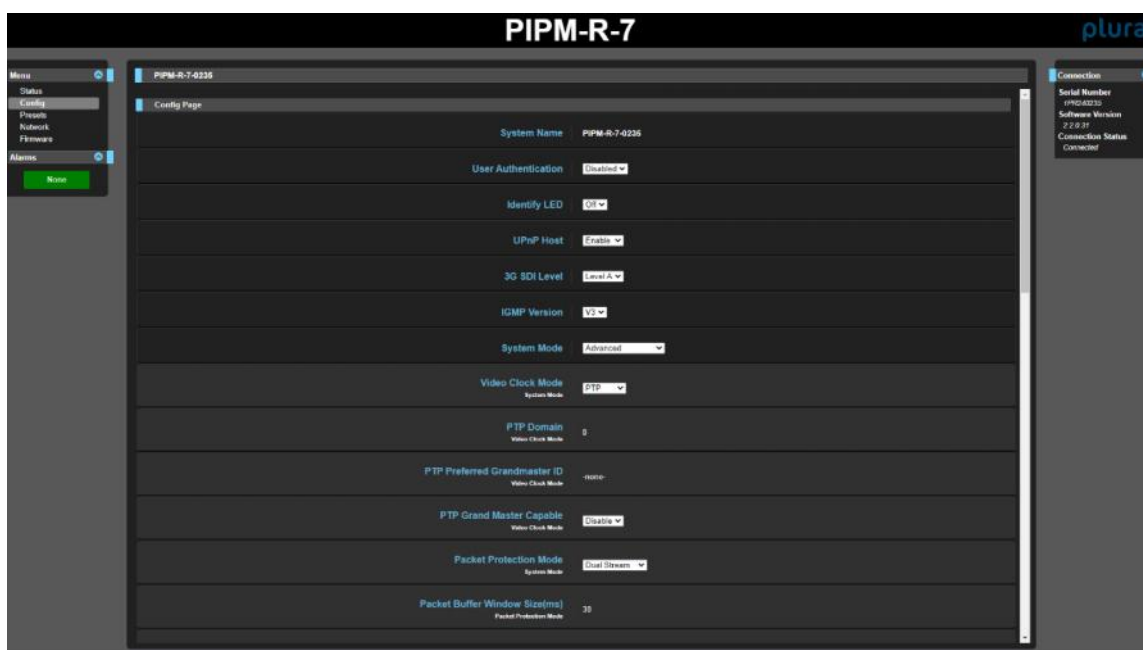 PIPM-R-7
plura
Menu
Status
Config
Presets
Network
Firmware
Alarms
None
PIPM-R-7-0235
Config Page
System Name PIPM-R-7-0235
User Authentication Disabled
Identify LED Off
UPnP Host Enable
3G SDI Level Level A
IGMP Version V3
System Mode Advanced
Video Clock Mode PTP
System Mode
PTP Domain 0
Video Clock Mode
PTP Preferred Grandmaster ID -none-
Video Clock Mode
PTP Grand Master Capable Disable
Video Clock Mode
Packet Protection Mode Dual Stream
System Mode
Packet Buffer Window Size(ms) 30
Packet Protection Mode
Connection
Serial Number
Software Version
2.2.0.31
Connection Status
Connected